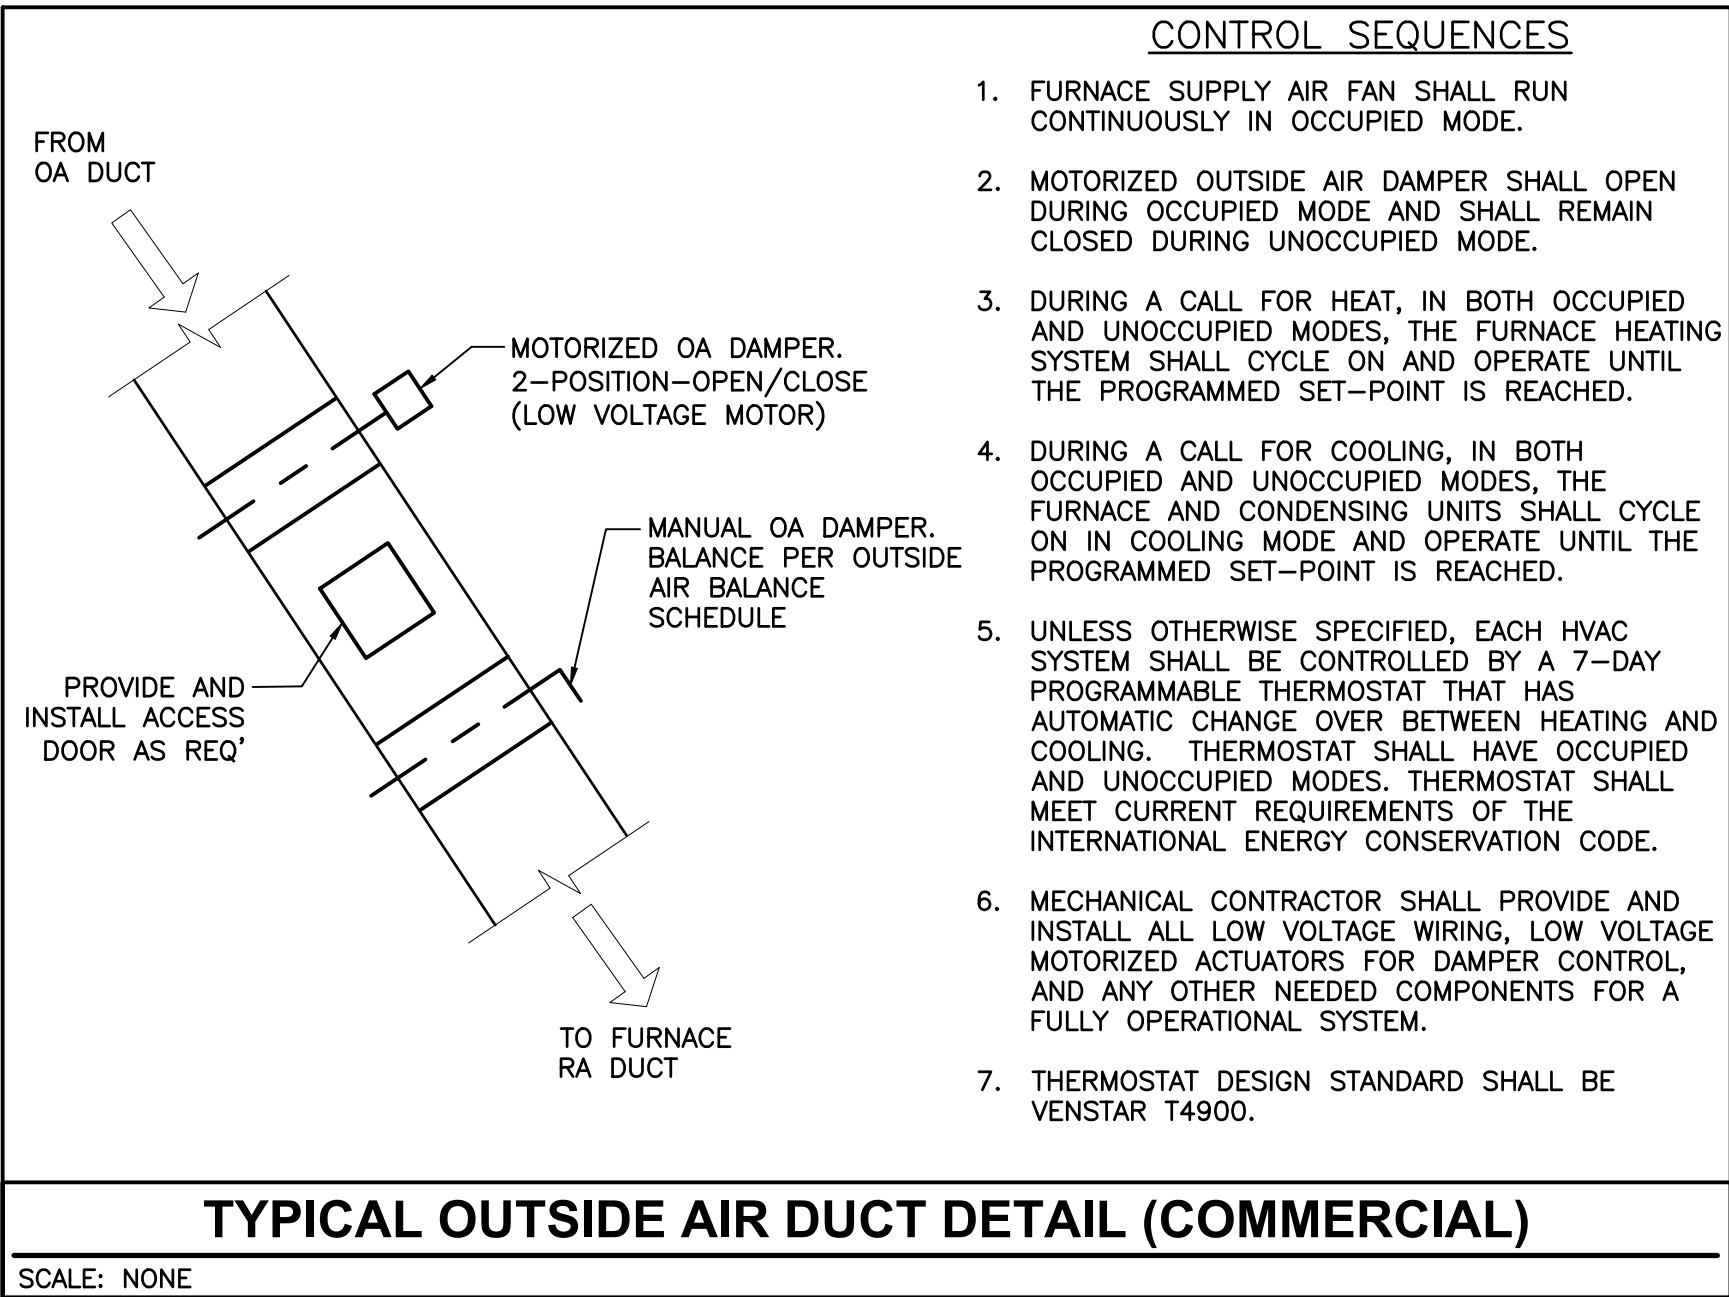 FROM
OA DUCT
MOTORIZED OA DAMPER.
2-POSITION-OPEN/CLOSE
(LOW VOLTAGE MOTOR)
MANUAL OA DAMPER.
BALANCE PER OUTSIDE
AIR BALANCE
SCHEDULE
PROVIDE AND
INSTALL ACCESS
DOOR AS REQ'
TO FURNACE
RA DUCT
CONTROL SEQUENCES
1. FURNACE SUPPLY AIR FAN SHALL RUN
CONTINUOUSLY IN OCCUPIED MODE.
2. MOTORIZED OUTSIDE AIR DAMPER SHALL OPEN
DURING OCCUPIED MODE AND SHALL REMAIN
CLOSED DURING UNOCCUPIED MODE.
3. DURING A CALL FOR HEAT, IN BOTH OCCUPIED
AND UNOCCUPIED MODES, THE FURNACE HEATING
SYSTEM SHALL CYCLE ON AND OPERATE UNTIL
THE PROGRAMMED SET-POINT IS REACHED.
4. DURING A CALL FOR COOLING, IN BOTH
OCCUPIED AND UNOCCUPIED MODES, THE
FURNACE AND CONDENSING UNITS SHALL CYCLE
ON IN COOLING MODE AND OPERATE UNTIL THE
PROGRAMMED SET-POINT IS REACHED.
5. UNLESS OTHERWISE SPECIFIED, EACH HVAC
SYSTEM SHALL BE CONTROLLED BY A 7-DAY
PROGRAMMABLE THERMOSTAT THAT HAS
AUTOMATIC CHANGE OVER BETWEEN HEATING AND
COOLING. THERMOSTAT SHALL HAVE OCCUPIED
AND UNOCCUPIED MODES. THERMOSTAT SHALL
MEET CURRENT REQUIREMENTS OF THE
INTERNATIONAL ENERGY CONSERVATION CODE.
6. MECHANICAL CONTRACTOR SHALL PROVIDE AND
INSTALL ALL LOW VOLTAGE WIRING, LOW VOLTAGE
MOTORIZED ACTUATORS FOR DAMPER CONTROL,
AND ANY OTHER NEEDED COMPONENTS FOR A
FULLY OPERATIONAL SYSTEM.
7. THERMOSTAT DESIGN STANDARD SHALL BE
VENSTAR T4900.
TYPICAL OUTSIDE AIR DUCT DETAIL (COMMERCIAL)
SCALE: NONE